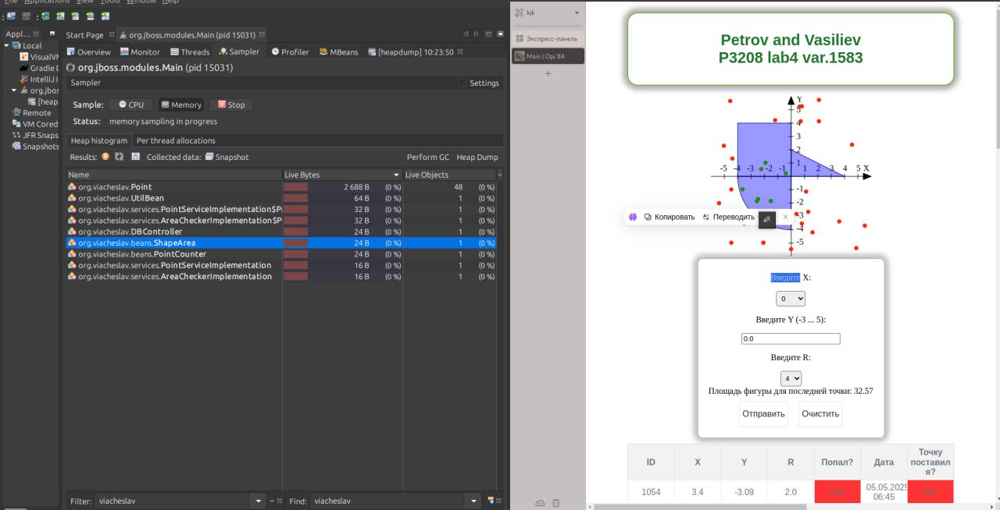 File Applications View Tools Window Help
Appl...
Start Page
org.jboss.modules.Main (pid 15031)
Local
VisualVM
Gradle D
IntelliJ I
org.jbos
[heap
Remote
VM Cored
JFR Snaps
Snapshots
Overview Monitor Threads Sampler Profiler MBeans [heapdump] 10:23:50
org.jboss.modules.Main (pid 15031)
Sampler Settings
Sample: CPU Memory Stop
Status: memory sampling in progress
Heap histogram Per thread allocations
Results: Collected data: Snapshot Perform GC Heap Dump
Name Live Bytes Live Objects
org.viacheslav.Point 2 688 B (0 %) 48 (0 %)
org.viacheslav.UtilBean 64 B (0 %) 1 (0 %)
org.viacheslav.services.PointServiceImplementation$P 32 B (0 %) 1 (0 %)
org.viacheslav.services.AreaCheckerImplementation$P 32 B (0 %) 1 (0 %)
org.viacheslav.DBController 24 B (0 %) 1 (0 %)
org.viacheslav.beans.ShapeArea 24 B (0 %) 1 (0 %)
org.viacheslav.beans.PointCounter 24 B (0 %) 1 (0 %)
org.viacheslav.services.PointServiceImplementation 16 B (0 %) 1 (0 %)
org.viacheslav.services.AreaCheckerImplementation 16 B (0 %) 1 (0 %)
Filter: viacheslav Find: viacheslav
kjk
Экспресс-панель
Main | Opi #4
Petrov and Vasiliev
P3208 lab4 var.1583
Y
5
4
3
2
1
-5 -4 -3 -2 -1 1 2 3 4 5 X
-1
-2
-3
-4
-5
Копировать Переводить
Введите X:
0
Введите Y (-3 ... 5):
0.0
Введите R:
4
Площадь фигуры для последней точки: 32.57
Отправить Очистить
ID X Y R Попал? Дата Точку поставил я?
1054 3.4 -3.09 2.0 05.05.2025
06:45